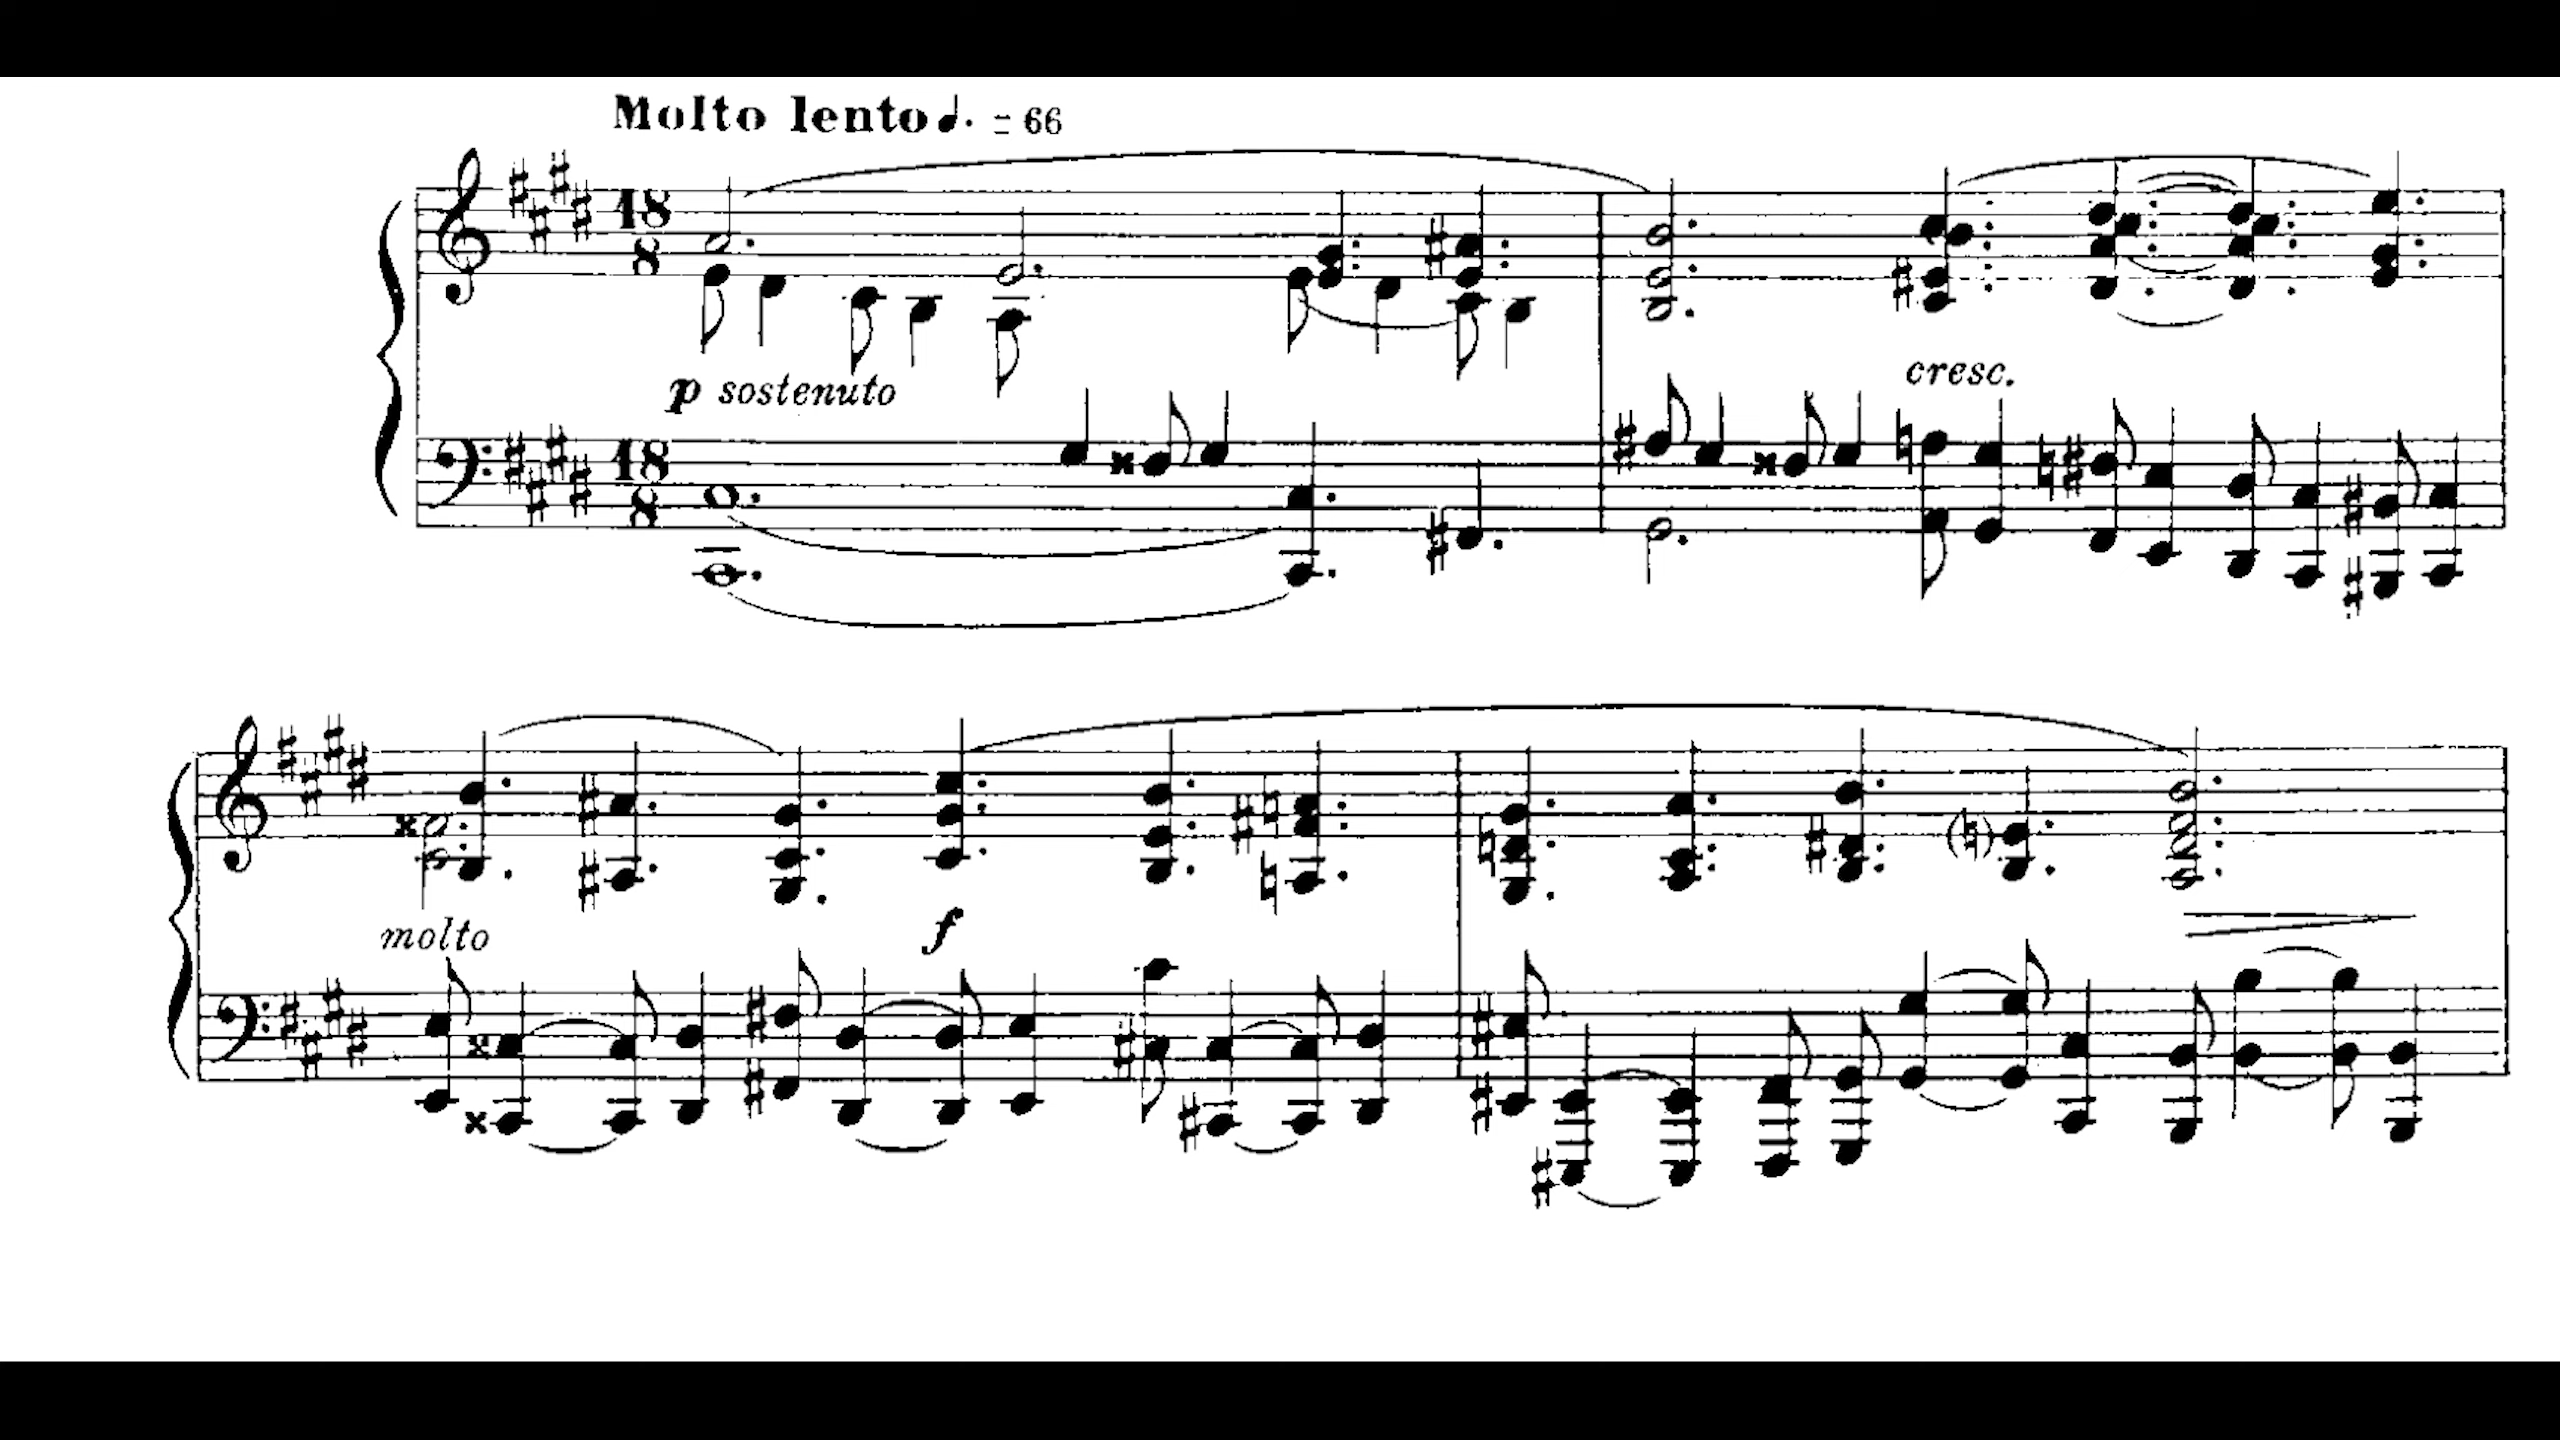 Molto lento ♩. = 66
18
8
p sostenuto
cresc.
18
8
molto
f